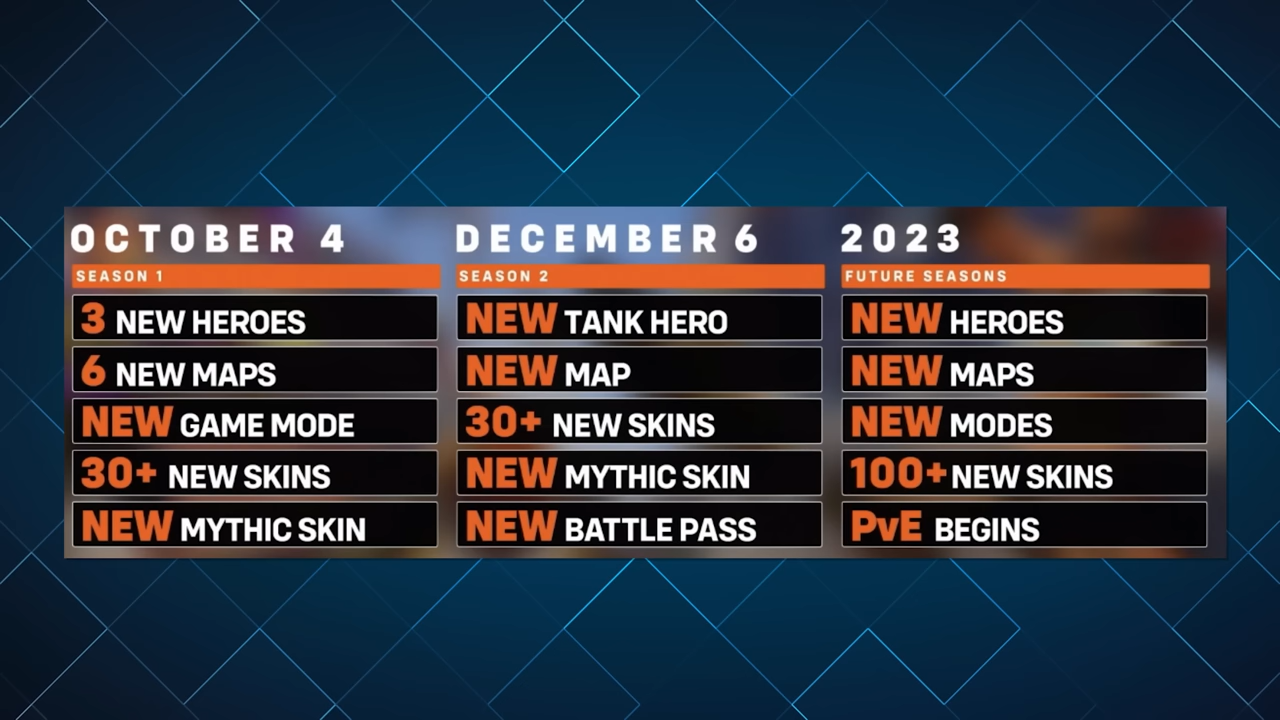 OCTOBER 4
SEASON 1
3 NEW HEROES
6 NEW MAPS
NEW GAME MODE
30+ NEW SKINS
NEW MYTHIC SKIN
DECEMBER 6
SEASON 2
NEW TANK HERO
NEW MAP
30+ NEW SKINS
NEW MYTHIC SKIN
NEW BATTLE PASS
2023
FUTURE SEASONS
NEW HEROES
NEW MAPS
NEW MODES
100+ NEW SKINS
PvE BEGINS